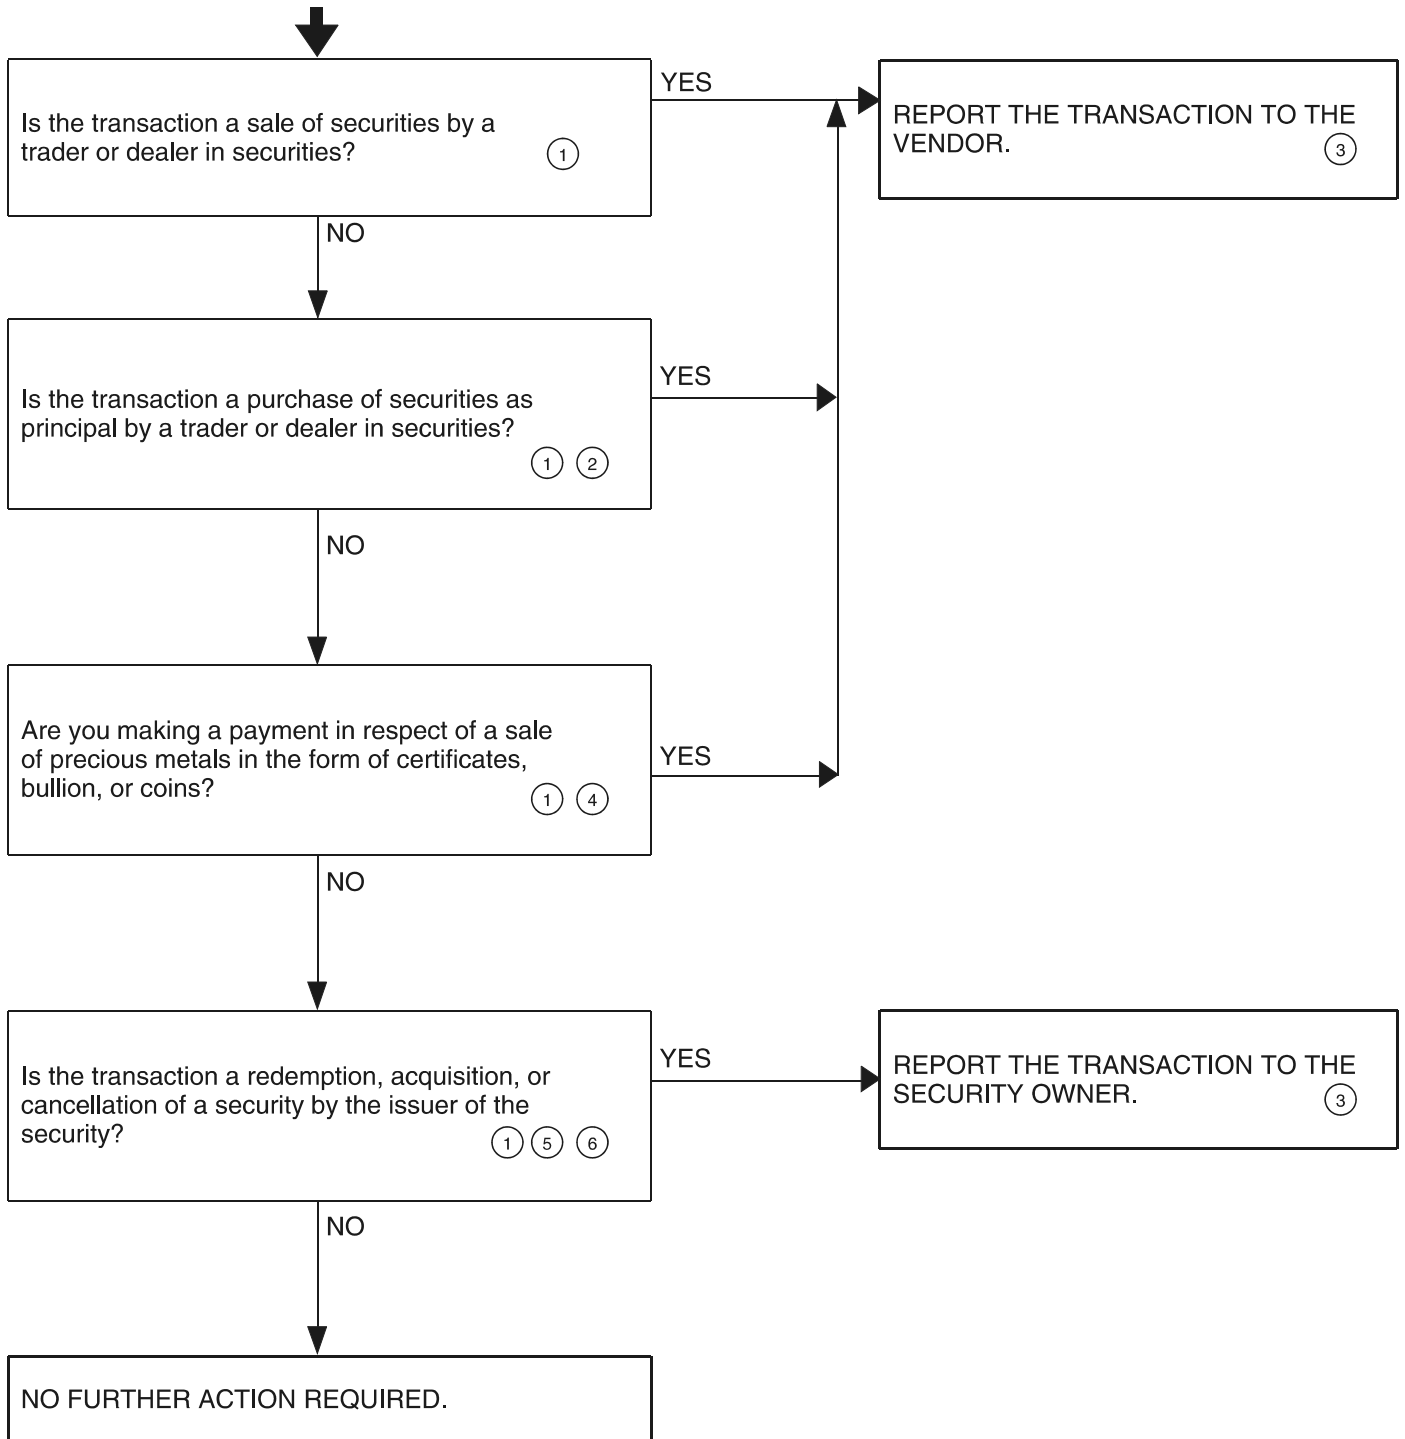 Is the transaction a sale of securities by a
trader or dealer in securities?
1
YES
REPORT THE TRANSACTION TO THE
VENDOR.
3
NO
Is the transaction a purchase of securities as
principal by a trader or dealer in securities?
1 2
YES
NO
Are you making a payment in respect of a sale
of precious metals in the form of certificates,
bullion, or coins?
1 4
YES
NO
Is the transaction a redemption, acquisition, or
cancellation of a security by the issuer of the
security?
1 5 6
YES
REPORT THE TRANSACTION TO THE
SECURITY OWNER.
3
NO
NO FURTHER ACTION REQUIRED.